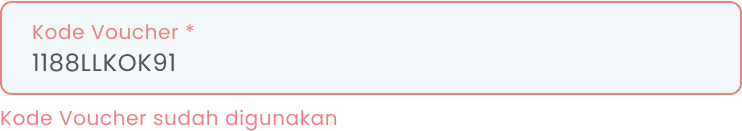 Kode Voucher *
1188LLKOK91
Kode Voucher sudah digunakan